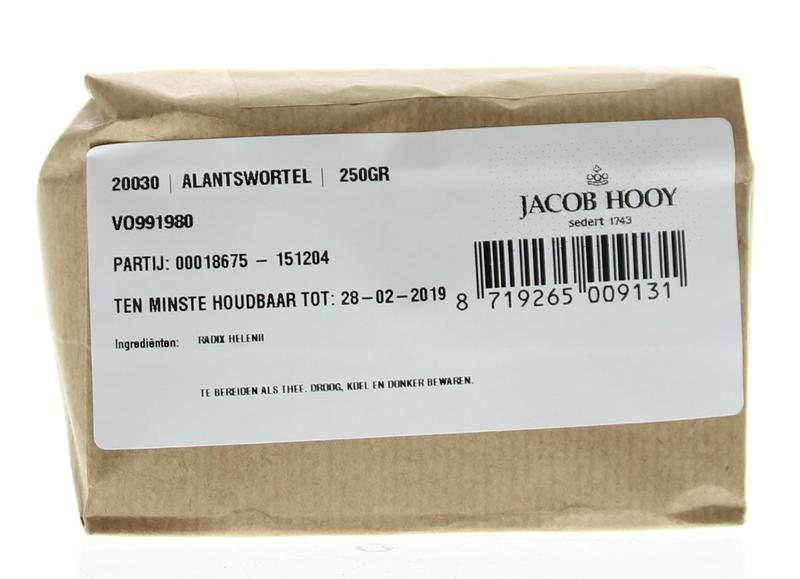 20030 | ALANTSWORTEL | 250GR
VO991980
PARTIJ: 00018675 – 151204
TEN MINSTE HOUDBAAR TOT: 28–02–2019
Ingrediënten: RADIX HELENII
TE BEREIDEN ALS THEE. DROOG, KOEL EN DONKER BEWAREN.
JACOB HOOY
sedert 1743
8 719265 009131